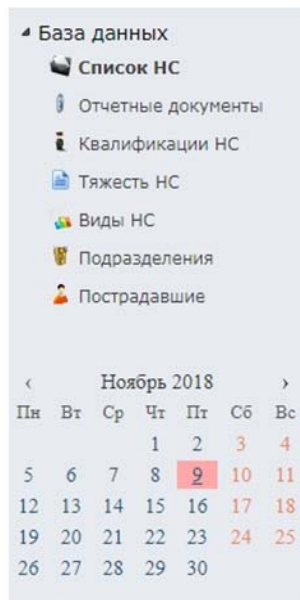 База данных
Список НС
Отчетные документы
Квалификации НС
Тяжесть НС
Виды НС
Подразделения
Пострадавшие
‹ Ноябрь 2018 ›
Пн Вт Ср Чт Пт Сб Вс
1 2 3 4
5 6 7 8 9 10 11
12 13 14 15 16 17 18
19 20 21 22 23 24 25
26 27 28 29 30